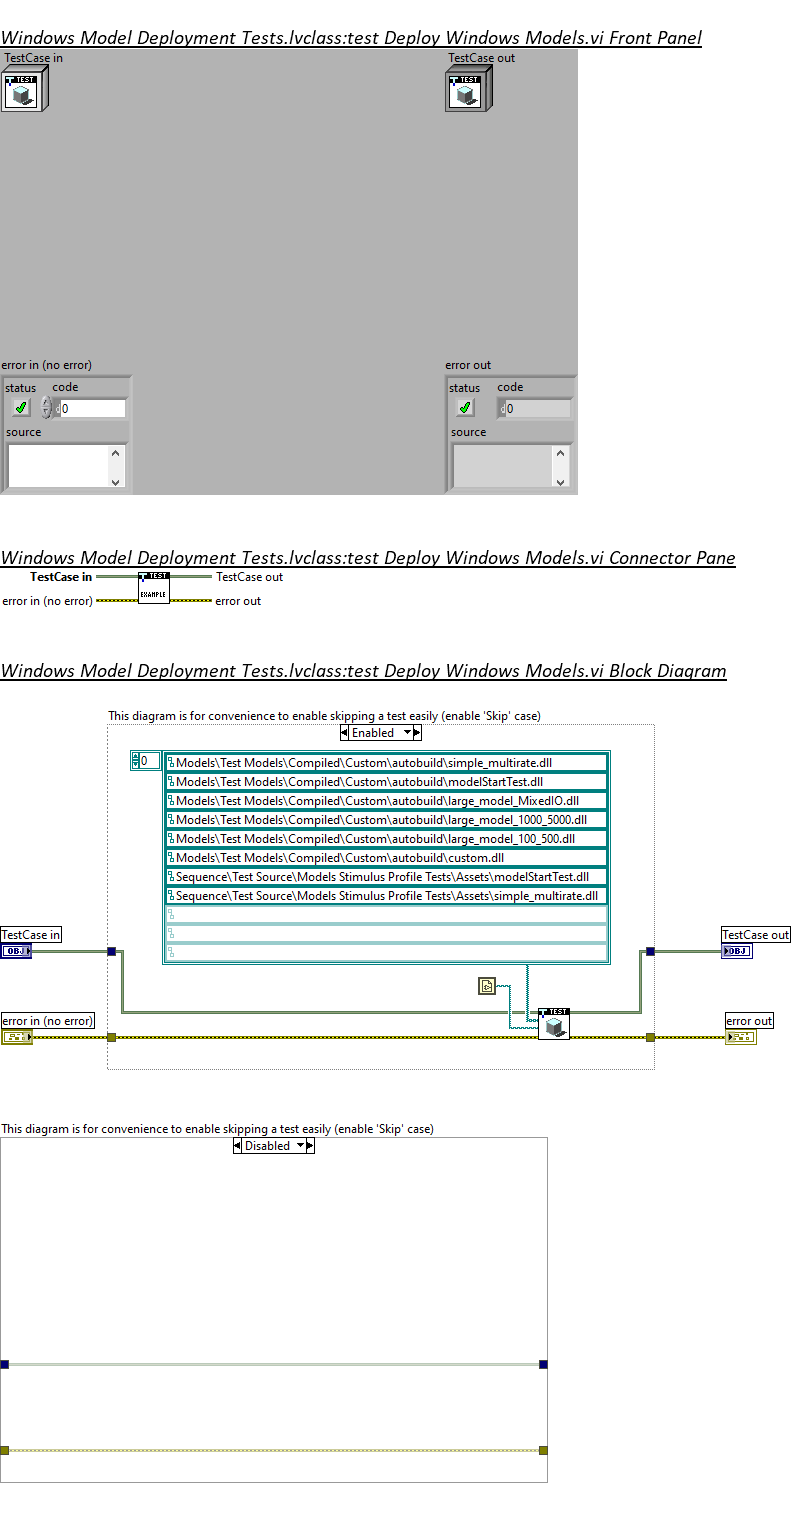 Windows Model Deployment Tests.lvclass:test Deploy Windows Models.vi Front Panel
TestCase in
TestCase out
TEST
TEST
error in (no error)
error out
status
code
status
code
d
0
d
0
source
source
Windows Model Deployment Tests.lvclass:test Deploy Windows Models.vi Connector Pane
TestCase in
TEST
TestCase out
error in (no error)
EXAMPLE
error out
Windows Model Deployment Tests.lvclass:test Deploy Windows Models.vi Block Diagram
This diagram is for convenience to enable skipping a test easily (enable 'Skip' case)
Enabled
0
Models\Test Models\Compiled\Custom\autobuild\simple_multirate.dll
Models\Test Models\Compiled\Custom\autobuild\modelStartTest.dll
Models\Test Models\Compiled\Custom\autobuild\large_model_MixedIO.dll
Models\Test Models\Compiled\Custom\autobuild\large_model_1000_5000.dll
Models\Test Models\Compiled\Custom\autobuild\large_model_100_500.dll
Models\Test Models\Compiled\Custom\autobuild\custom.dll
Sequence\Test Source\Models Stimulus Profile Tests\Assets\modelStartTest.dll
Sequence\Test Source\Models Stimulus Profile Tests\Assets\simple_multirate.dll
TestCase in
TestCase out
OBJ
OBJ
TEST
error in (no error)
error out
This diagram is for convenience to enable skipping a test easily (enable 'Skip' case)
Disabled